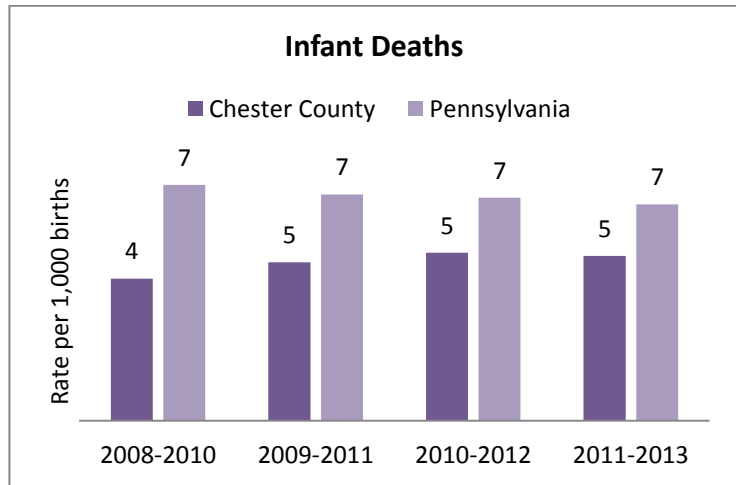 Infant Deaths
Chester County Pennsylvania
Rate per 1,000 births
4 7 5 7 5 7 5 7
2008-2010 2009-2011 2010-2012 2011-2013